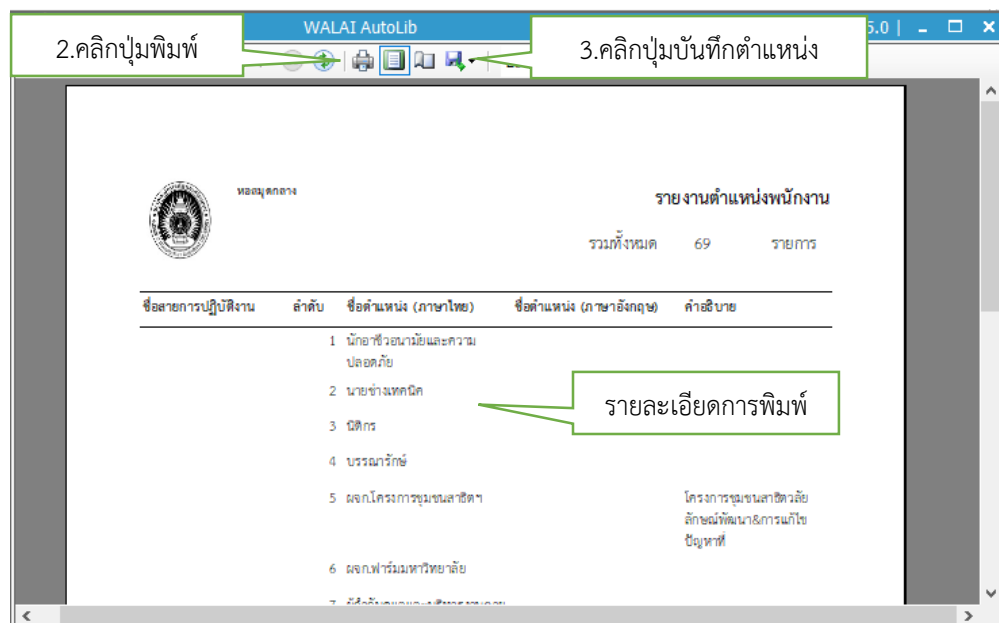 WALAI AutoLib
5.0 |
2.คลิกปุ่มพิมพ์
3.คลิกปุ่มบันทึกตำแหน่ง
หอสมุดกลาง
รายงานตำแหน่งพนักงาน
รวมทั้งหมด 69 รายการ
ชื่อสายการปฏิบัติงาน ลำดับ ชื่อตำแหน่ง (ภาษาไทย) ชื่อตำแหน่ง (ภาษาอังกฤษ) คำอธิบาย
1 นักอาชีวอนามัยและความ
ปลอดภัย
2 นายช่างเทคนิค
รายละเอียดการพิมพ์
3 นิติกร
4 บรรณารักษ์
5 ผจก.โครงการชุมชนสาธิตฯ โครงการชุมชนสาธิตวลัย
ลักษณ์พัฒนา&การแก้ไข
ปัญหาที่
6 ผจก.ฟาร์มมหาวิทยาลัย
7